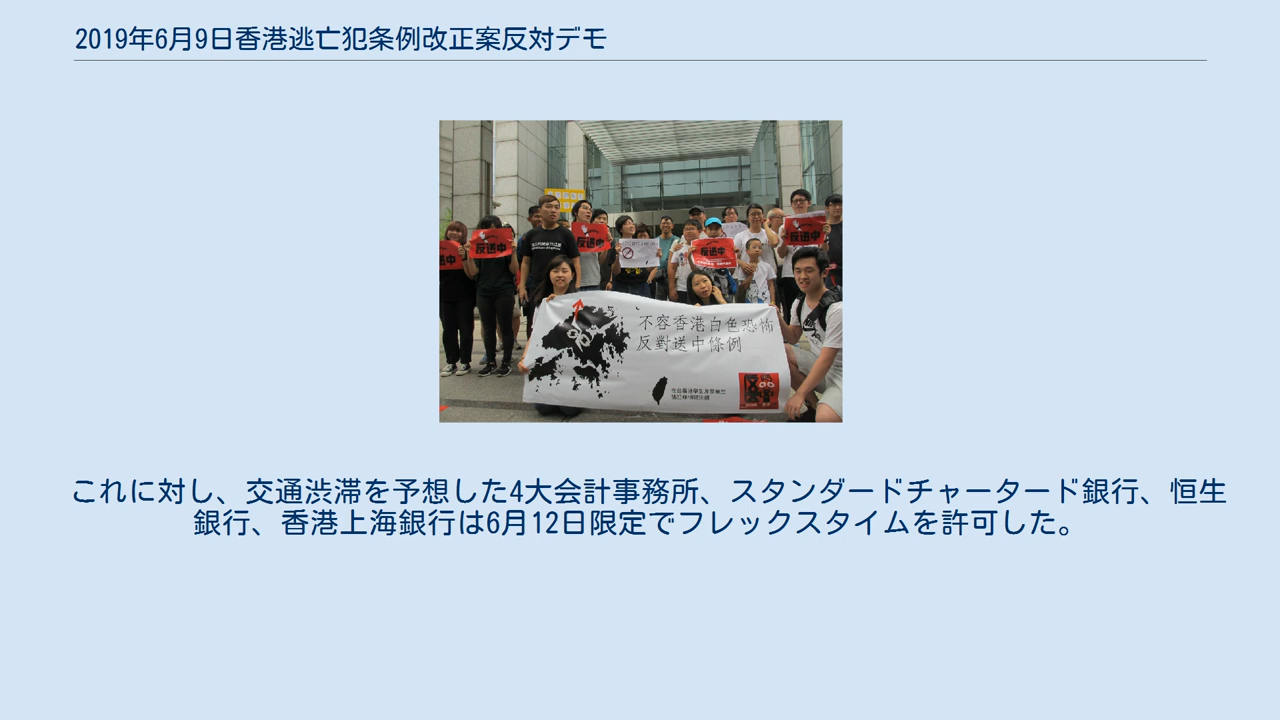 2019年6月9日香港逃亡犯条例改正案反対デモ
反送中
反送中
反送中
反送中
反送中
不容香港白色恐怖
反對送中條例
これに対し、交通渋滞を予想した4大会計事務所、スタンダードチャータード銀行、恒生
銀行、香港上海銀行は6月12日限定でフレックスタイムを許可した。